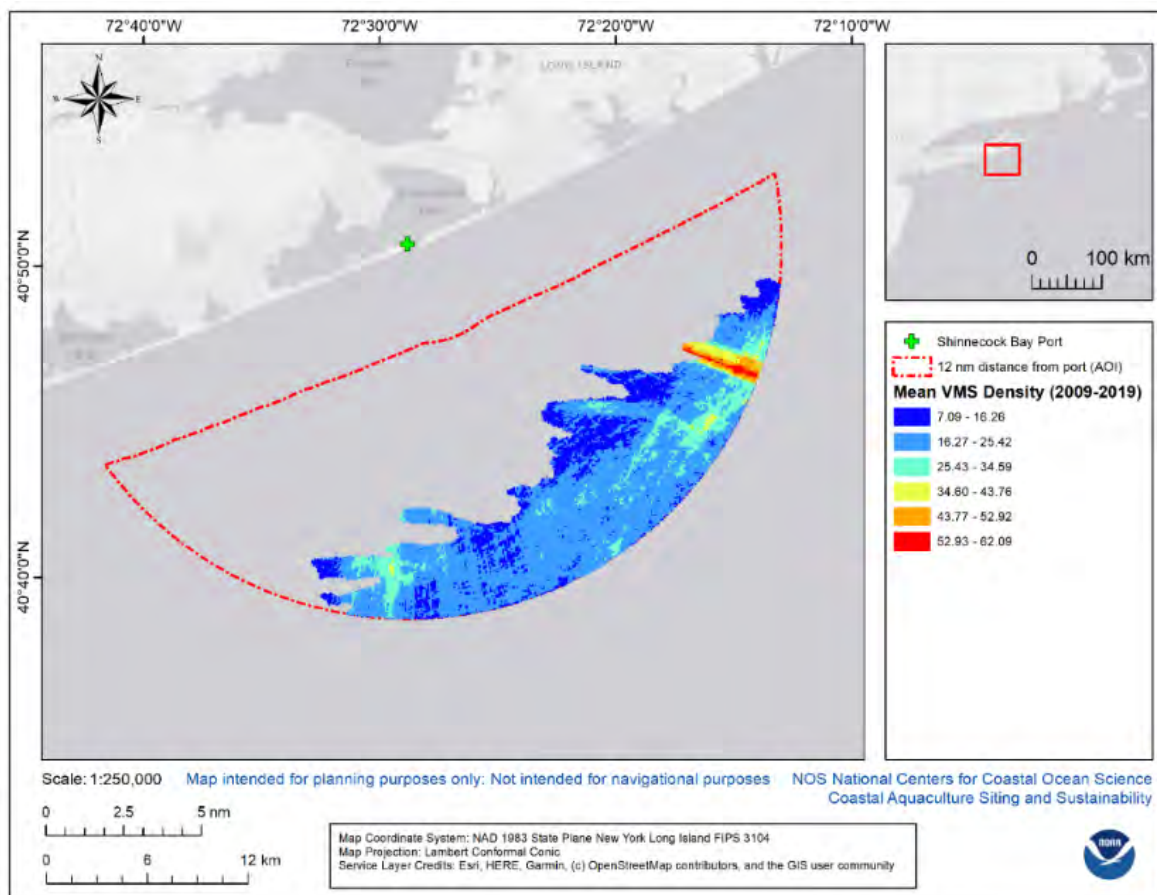 72°40'0"W 72°30'0"W 72°20'0"W 72°10'0"W
N
W E
S
LONG ISLAND
40°50'0"N
40°40'0"N
0 100 km
Shinnecock Bay Port
12 nm distance from port (AOI)
Mean VMS Density (2009-2019)
7.09 - 16.26
16.27 - 25.42
25.43 - 34.59
34.60 - 43.76
43.77 - 52.92
52.93 - 62.09
Scale: 1:250,000 Map intended for planning purposes only: Not intended for navigational purposes
NOS National Centers for Coastal Ocean Science
Coastal Aquaculture Siting and Sustainability
0 2.5 5 nm
0 6 12 km
Map Coordinate System: NAD 1983 State Plane New York Long Island FIPS 3104
Map Projection: Lambert Conformal Conic
Service Layer Credits: Esri, HERE, Garmin, (c) OpenStreetMap contributors, and the GIS user community
NOAA